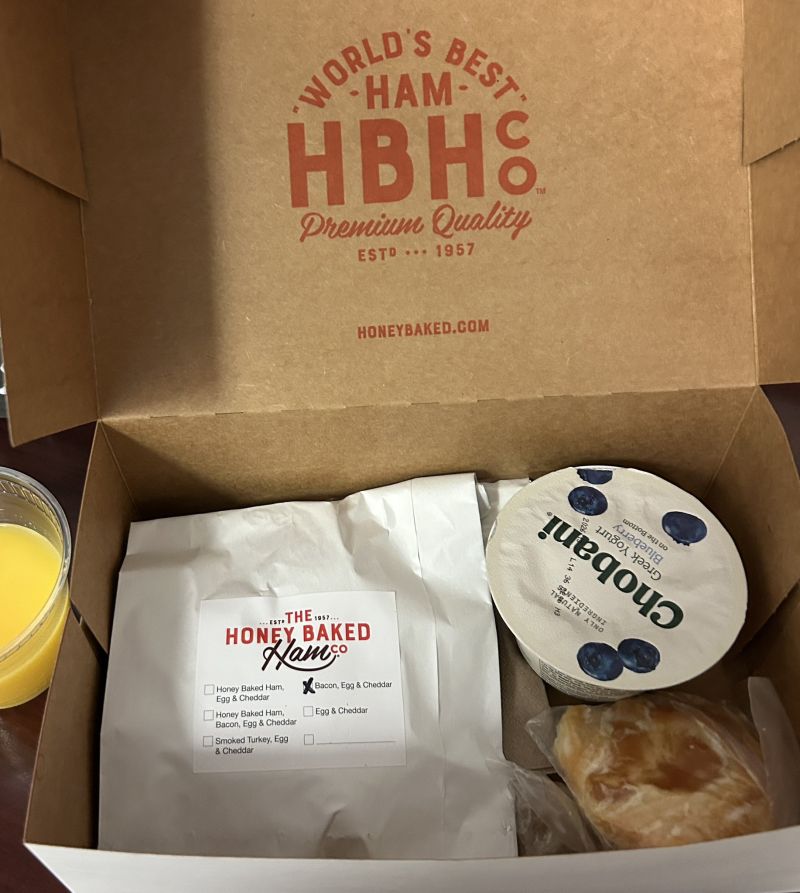 "WORLD'S BEST"
-HAM-
HBH CO™
Premium Quality
ESTD ••• 1957
HONEYBAKED.COM
chobani®
Greek Yogurt
Blueberry
on the bottom
ONLY NATURAL
INGREDIENTS
••• ESTD 1957 •••
THE
HONEY BAKED
Ham CO
Honey Baked Ham,
Egg & Cheddar
X Bacon, Egg & Cheddar
Honey Baked Ham,
Bacon, Egg & Cheddar
Egg & Cheddar
Smoked Turkey, Egg
& Cheddar